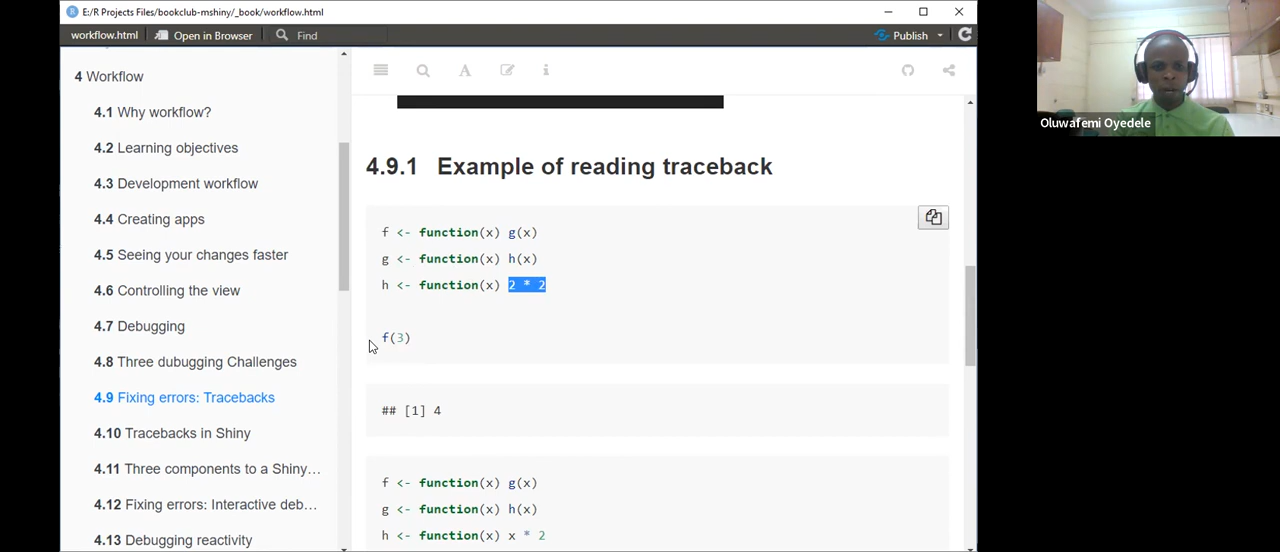 E:/R Projects Files/bookclub-mshiny/_book/workflow.html
workflow.html Open in Browser Find Publish
4 Workflow
4.1 Why workflow?
4.2 Learning objectives
4.3 Development workflow
4.4 Creating apps
4.5 Seeing your changes faster
4.6 Controlling the view
4.7 Debugging
4.8 Three dubugging Challenges
4.9 Fixing errors: Tracebacks
4.10 Tracebacks in Shiny
4.11 Three components to a Shiny…
4.12 Fixing errors: Interactive deb…
4.13 Debugging reactivity
4.9.1 Example of reading traceback
f <- function(x) g(x)
g <- function(x) h(x)
h <- function(x) 2 * 2
f(3)
## [1] 4
f <- function(x) g(x)
g <- function(x) h(x)
h <- function(x) x * 2
Oluwafemi Oyedele